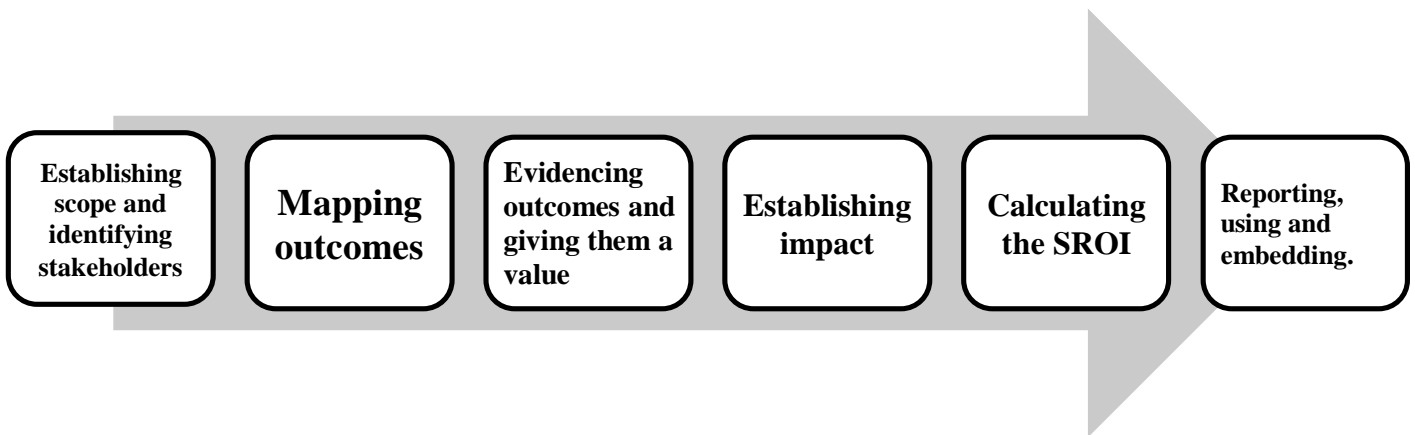 Establishing
scope and
identifying
stakeholders
Mapping
outcomes
Evidencing
outcomes and
giving them a
value
Establishing
impact
Calculating
the SROI
Reporting,
using and
embedding.